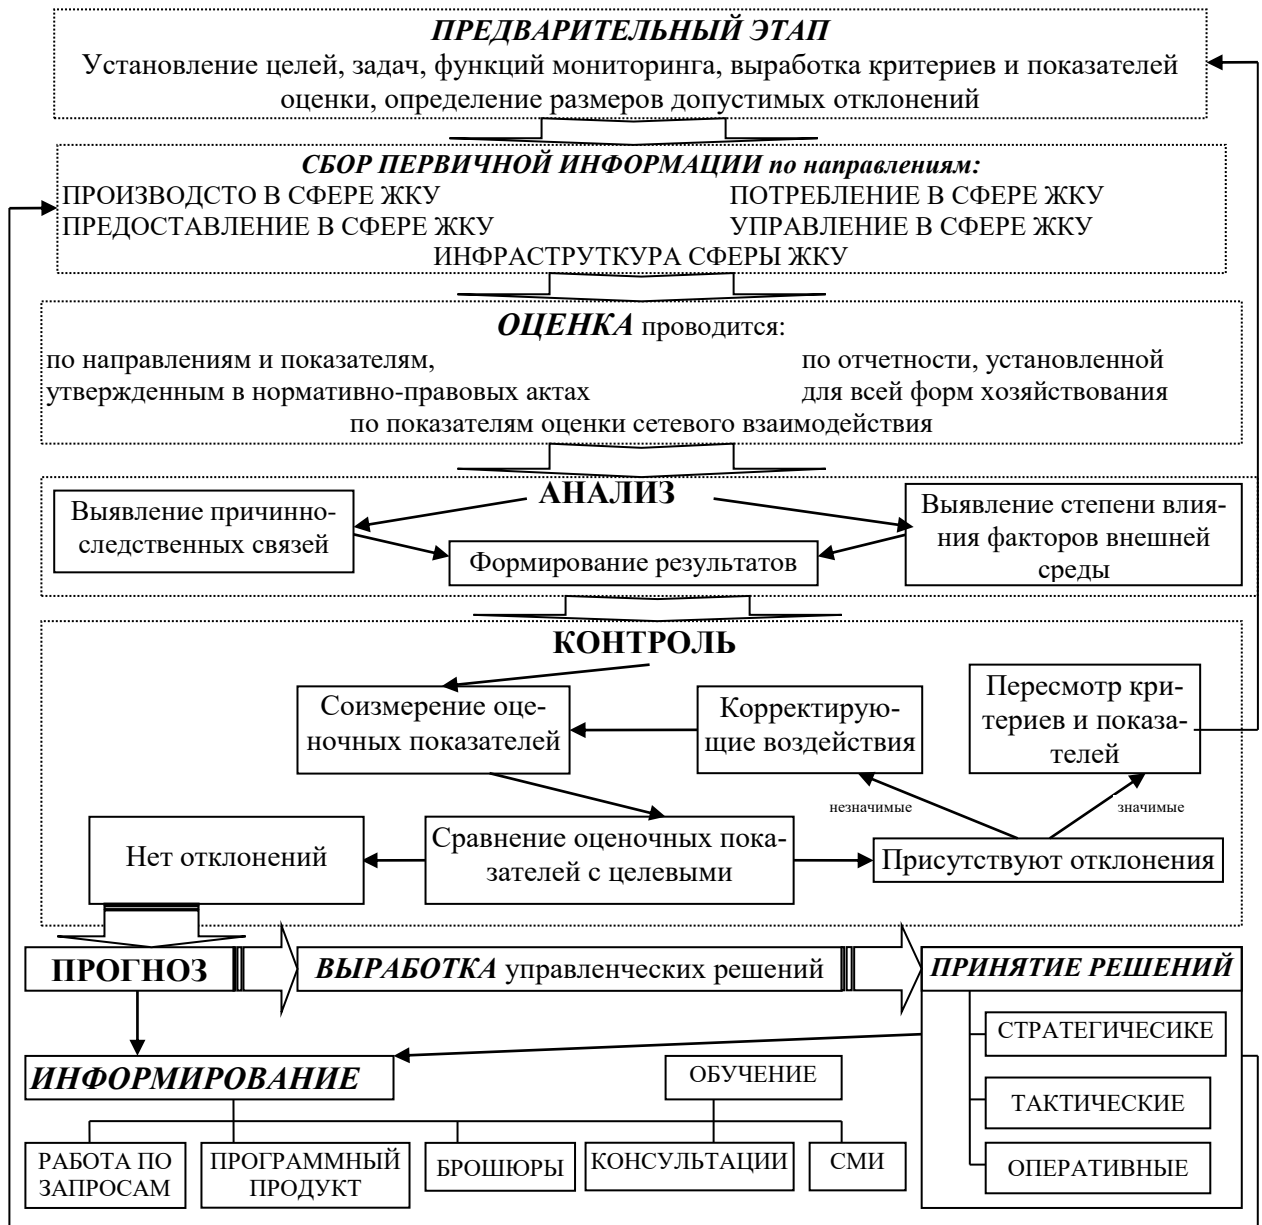 ПРЕДВАРИТЕЛЬНЫЙ ЭТАП
Установление целей, задач, функций мониторинга, выработка критериев и показателей
оценки, определение размеров допустимых отклонений
СБОР ПЕРВИЧНОЙ ИНФОРМАЦИИ по направлениям:
ПРОИЗВОДСТО В СФЕРЕ ЖКУ
ПОТРЕБЛЕНИЕ В СФЕРЕ ЖКУ
ПРЕДОСТАВЛЕНИЕ В СФЕРЕ ЖКУ
УПРАВЛЕНИЕ В СФЕРЕ ЖКУ
ИНФРАСТРУТКУРА СФЕРЫ ЖКУ
ОЦЕНКА проводится:
по направлениям и показателям,
утвержденным в нормативно-правовых актах
по отчетности, установленной
для всей форм хозяйствования
по показателям оценки сетевого взаимодействия
АНАЛИЗ
Выявление причинно-
следственных связей
Формирование результатов
Выявление степени влия-
ния факторов внешней
среды
КОНТРОЛЬ
Соизмерение оце-
ночных показателей
Корректирую-
щие воздействия
Пересмотр кри-
териев и показа-
телей
незначимые
значимые
Нет отклонений
Сравнение оценочных пока-
зателей с целевыми
Присутствуют отклонения
ПРОГНОЗ
ВЫРАБОТКА управленческих решений
ПРИНЯТИЕ РЕШЕНИЙ
СТРАТЕГИЧЕСИКЕ
ТАКТИЧЕСКИЕ
ОПЕРАТИВНЫЕ
ИНФОРМИРОВАНИЕ
ОБУЧЕНИЕ
РАБОТА ПО
ЗАПРОСАМ
ПРОГРАММНЫЙ
ПРОДУКТ
БРОШЮРЫ
КОНСУЛЬТАЦИИ
СМИ